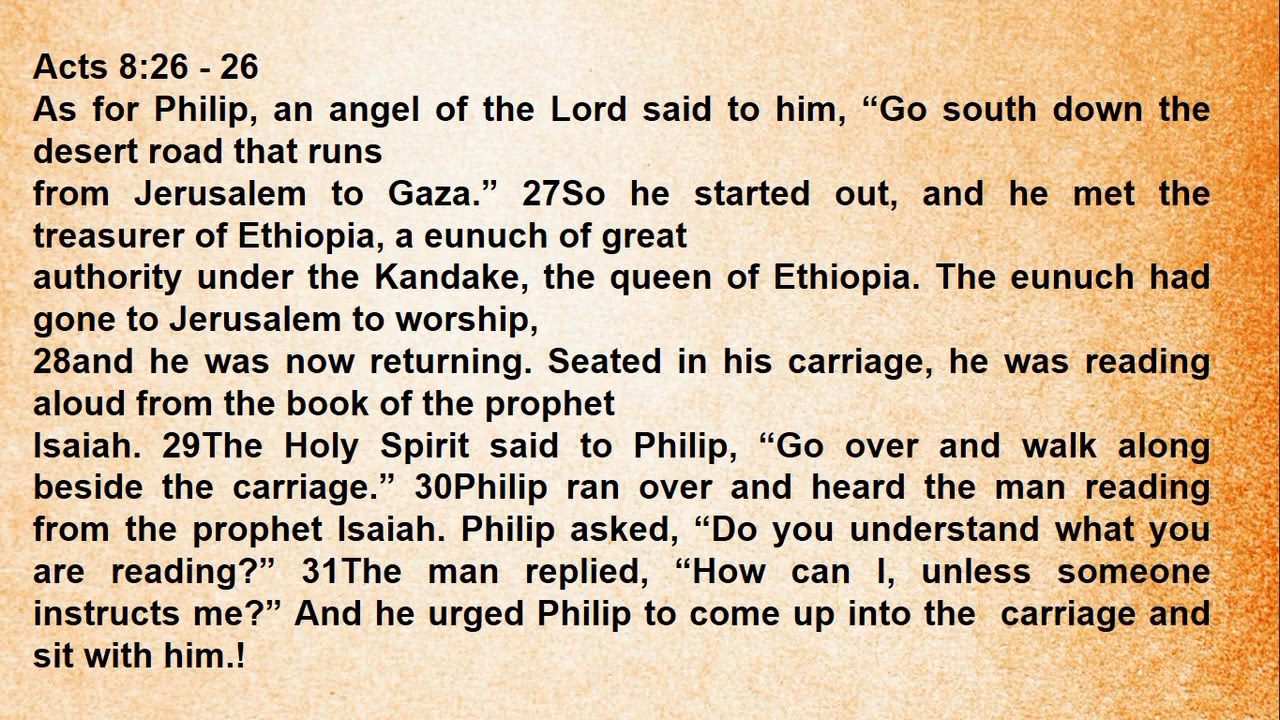 Acts 8:26 - 26
As for Philip, an angel of the Lord said to him, “Go south down the
desert road that runs
from Jerusalem to Gaza.” 27So he started out, and he met the
treasurer of Ethiopia, a eunuch of great
authority under the Kandake, the queen of Ethiopia. The eunuch had
gone to Jerusalem to worship,
28and he was now returning. Seated in his carriage, he was reading
aloud from the book of the prophet
Isaiah. 29The Holy Spirit said to Philip, “Go over and walk along
beside the carriage.” 30Philip ran over and heard the man reading
from the prophet Isaiah. Philip asked, “Do you understand what you
are reading?” 31The man replied, “How can I, unless someone
instructs me?” And he urged Philip to come up into the  carriage and
sit with him.!